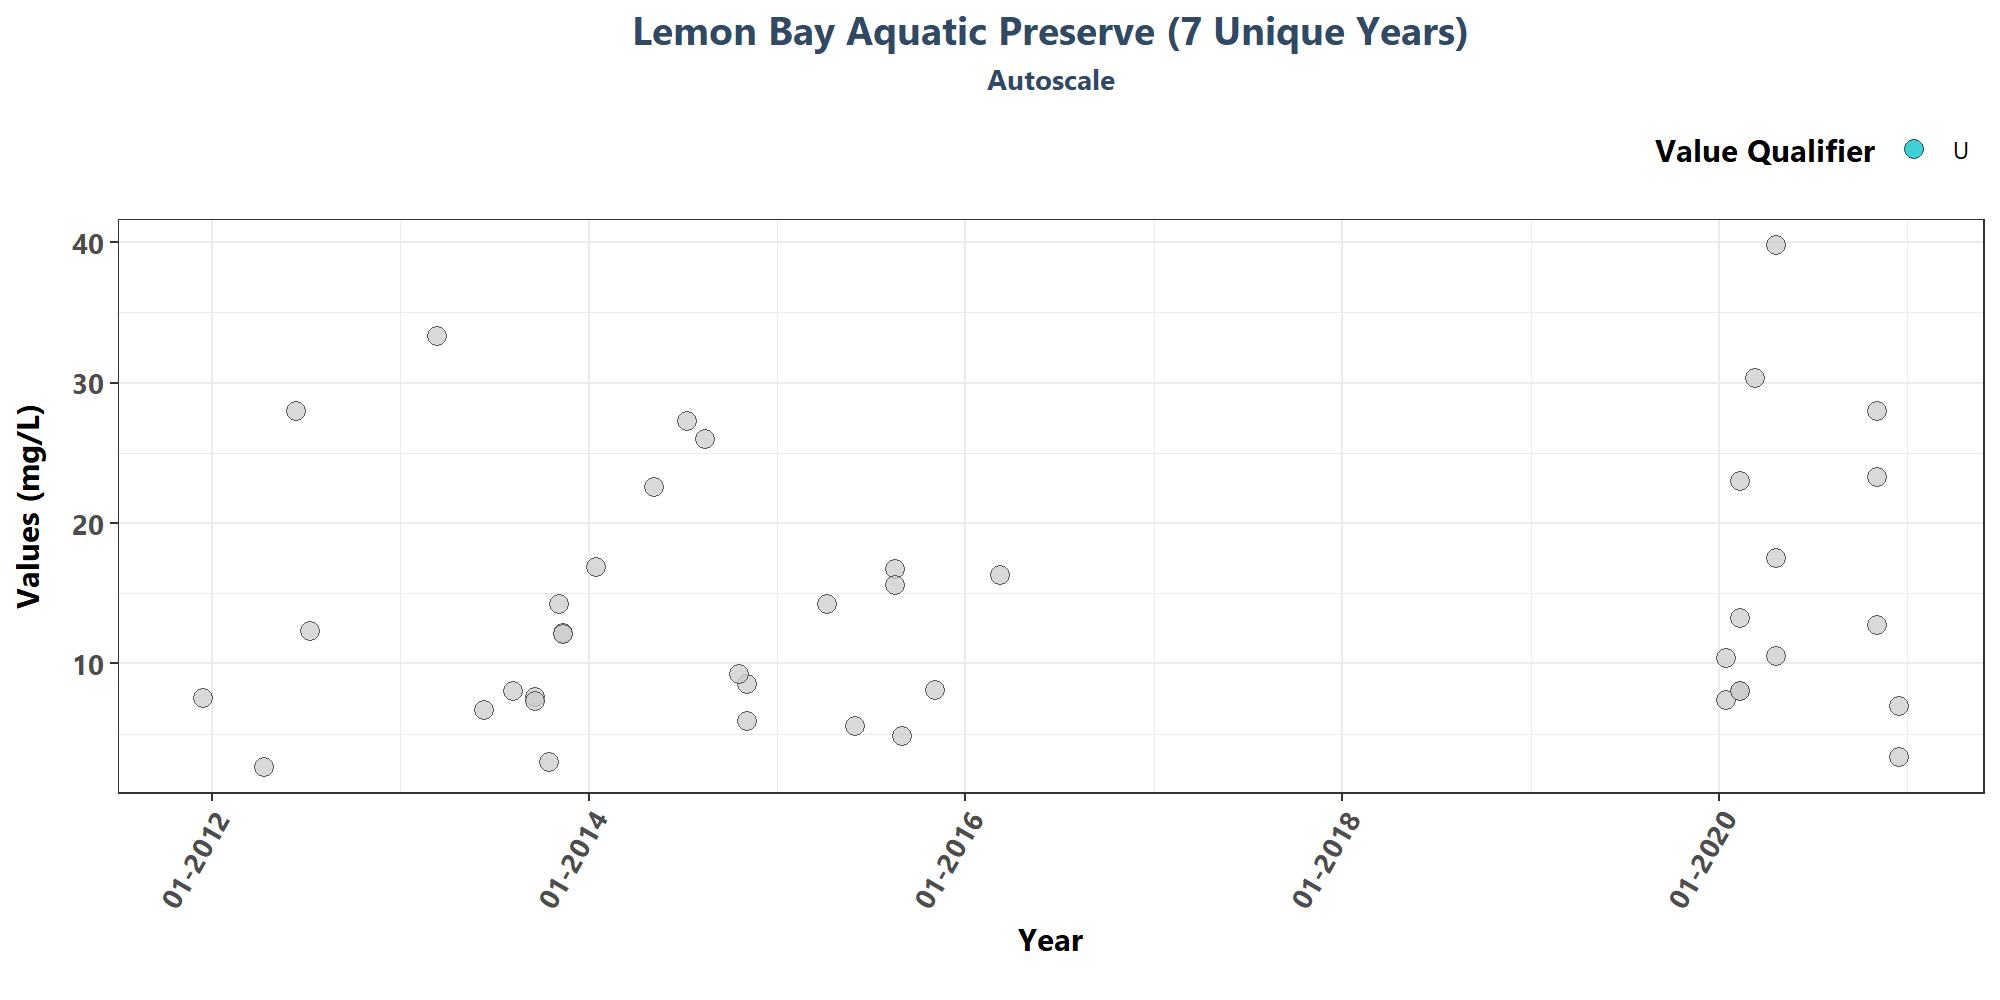 Lemon Bay Aquatic Preserve (7 Unique Years)
Autoscale
Value Qualifier U
40
30
20
10
Values (mg/L)
01-2012
01-2014
01-2016
01-2018
01-2020
Year